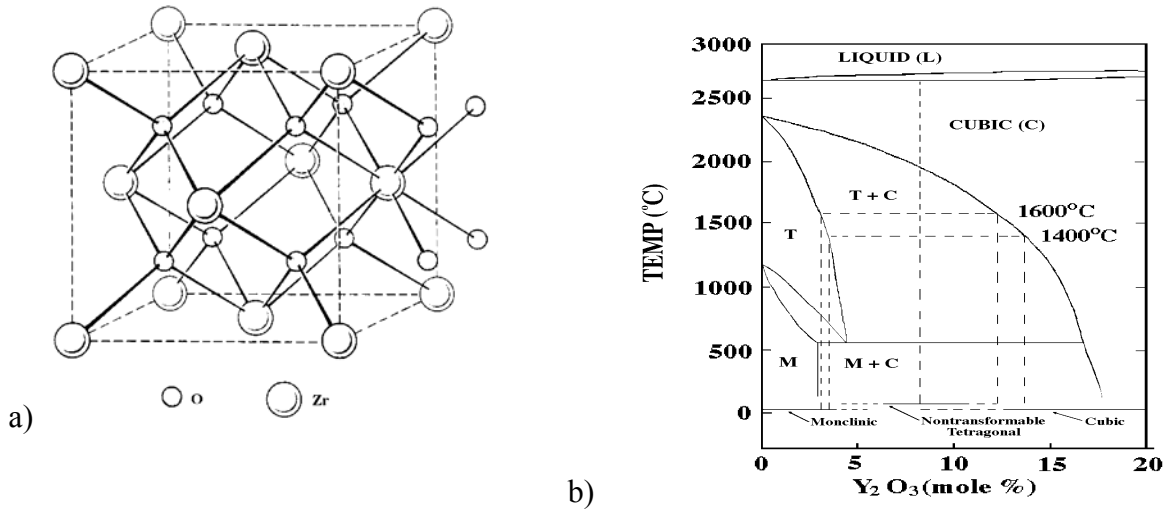 O Zr
a)
3000
2500
2000
1500
1000
500
0
TEMP (°C)
LIQUID (L)
CUBIC (C)
T + C
1600°C
1400°C
T
M
M + C
Monclinic
Nontransformable
Tetragonal
Cubic
0 5 10 15 20
Y2 O3 (mole %)
b)